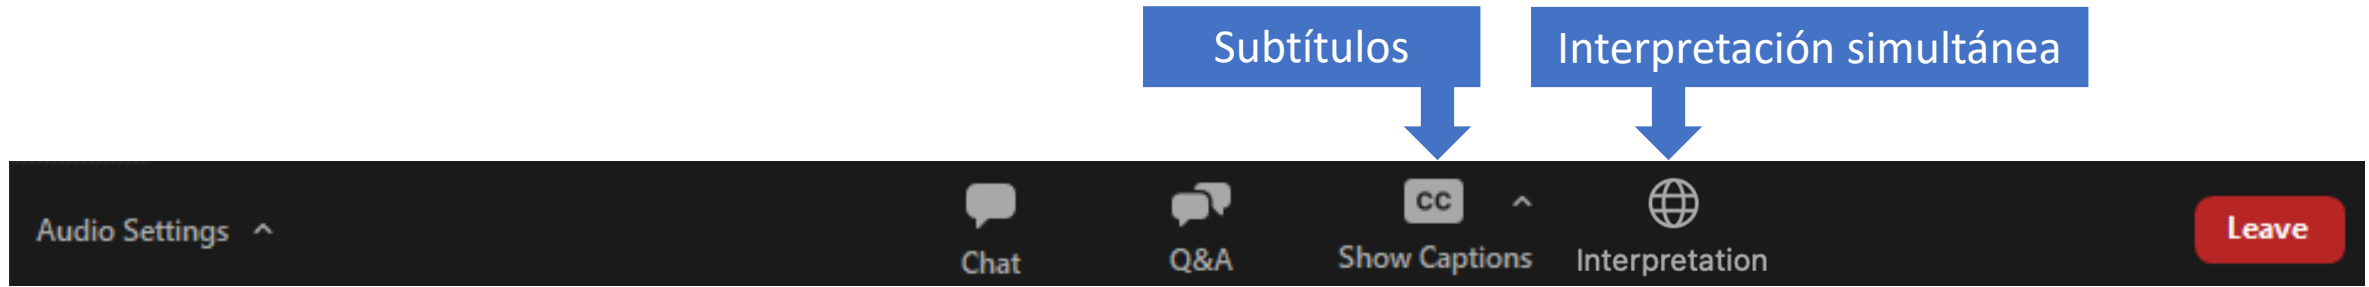 Subtítulos
Interpretación simultánea
Audio Settings
Chat
Q&A
CC
Show Captions
Interpretation
Leave